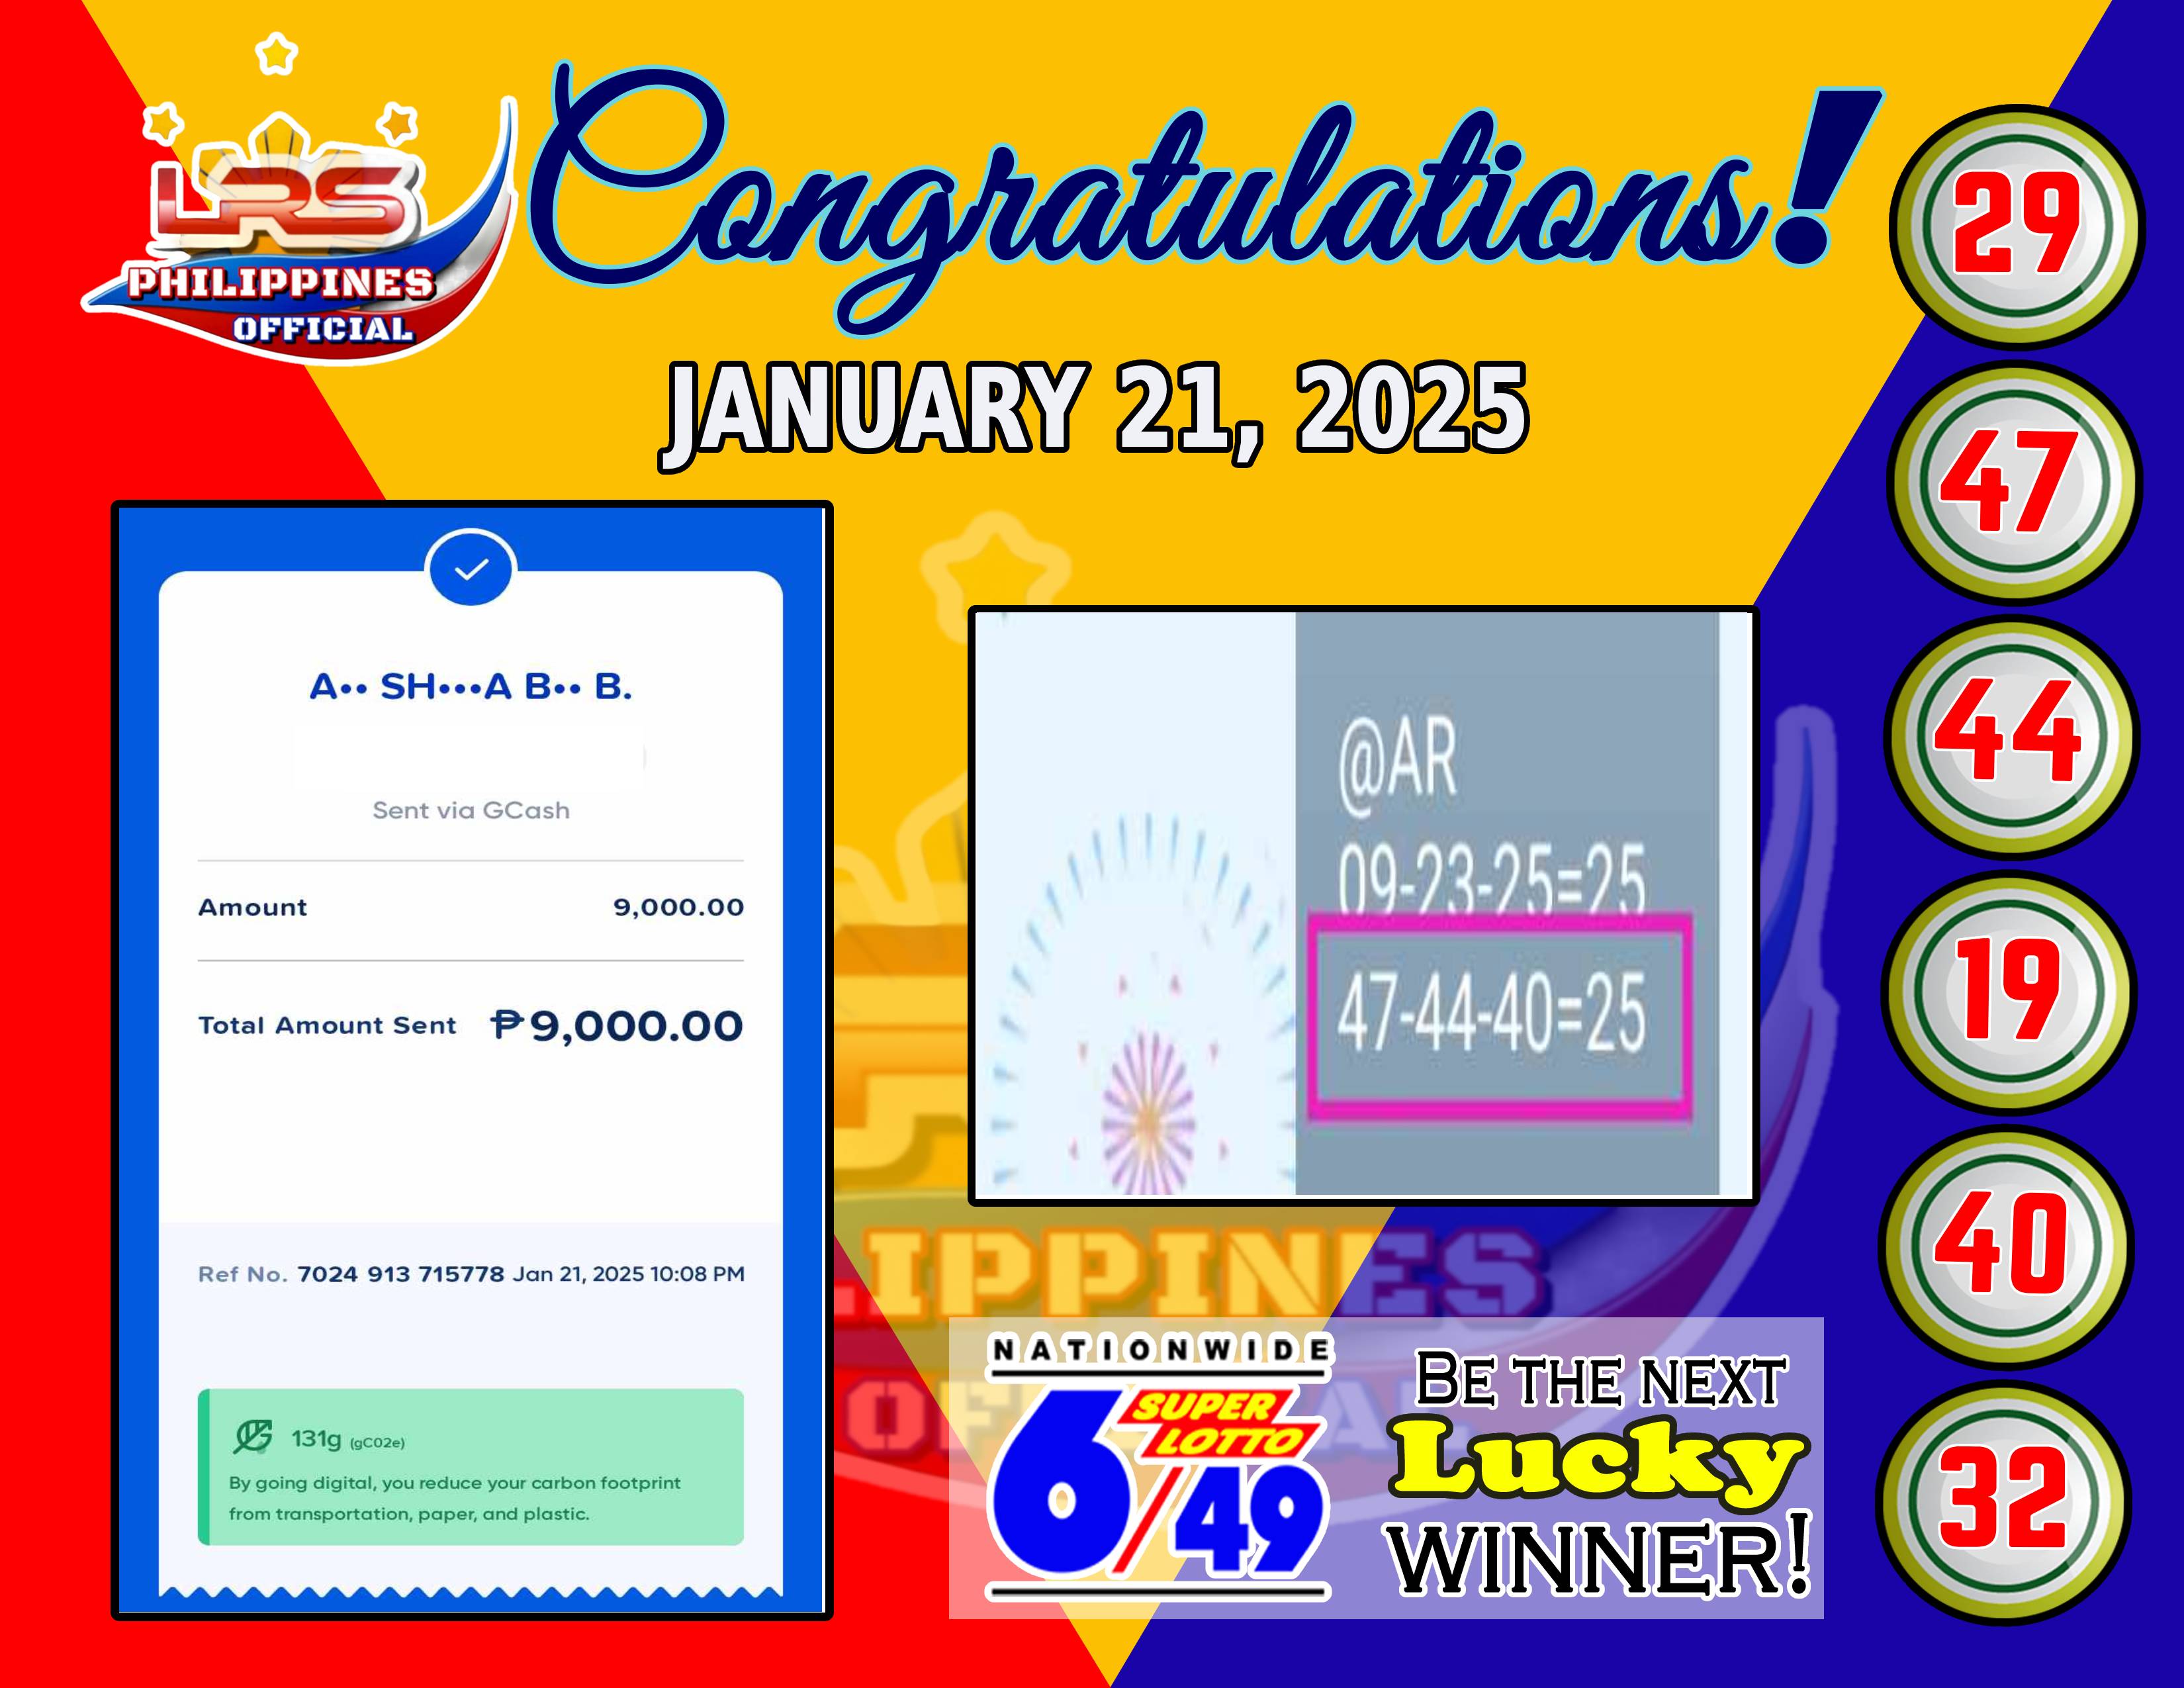 LRS
PHILIPPINES
OFFICIAL
Congratulations!
JANUARY 21, 2025
A•• SH•••A B•• B.
Sent via GCash
Amount 9,000.00
Total Amount Sent ₱9,000.00
Ref No. 7024 913 715778 Jan 21, 2025 10:08 PM
131g (gCO2e)
By going digital, you reduce your carbon footprint
from transportation, paper, and plastic.
@AR
09-23-25=25
47-44-40=25
LIPPINES
NATIONWIDE
6/49
SUPER
LOTTO
BE THE NEXT
Lucky
WINNER!
29
47
44
19
40
32